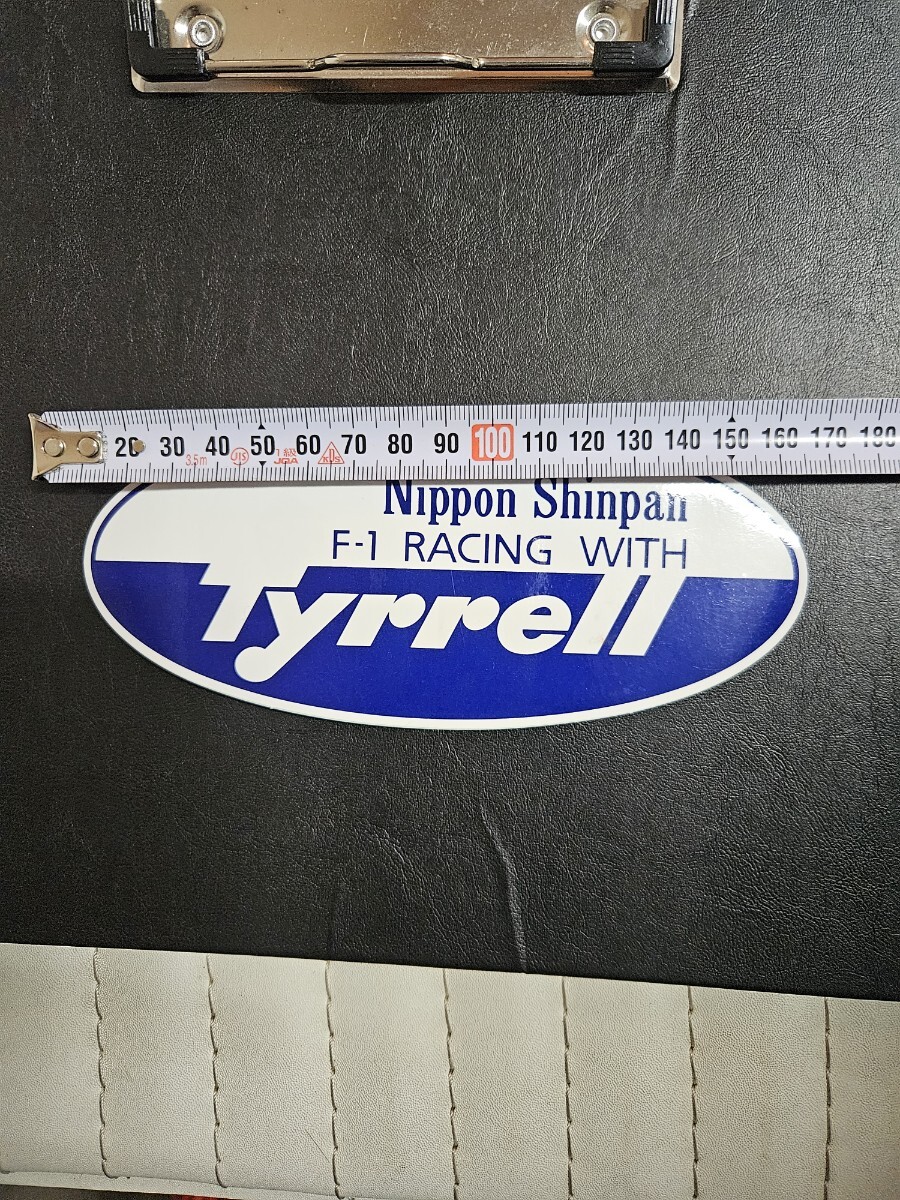 20 30 40 50 60 70 80 90 100 110 120 130 140 150 160 170 180
3.5m JIS 1級 JQA KDS
Nippon Shinpan
F-1 RACING WITH
Tyrrell